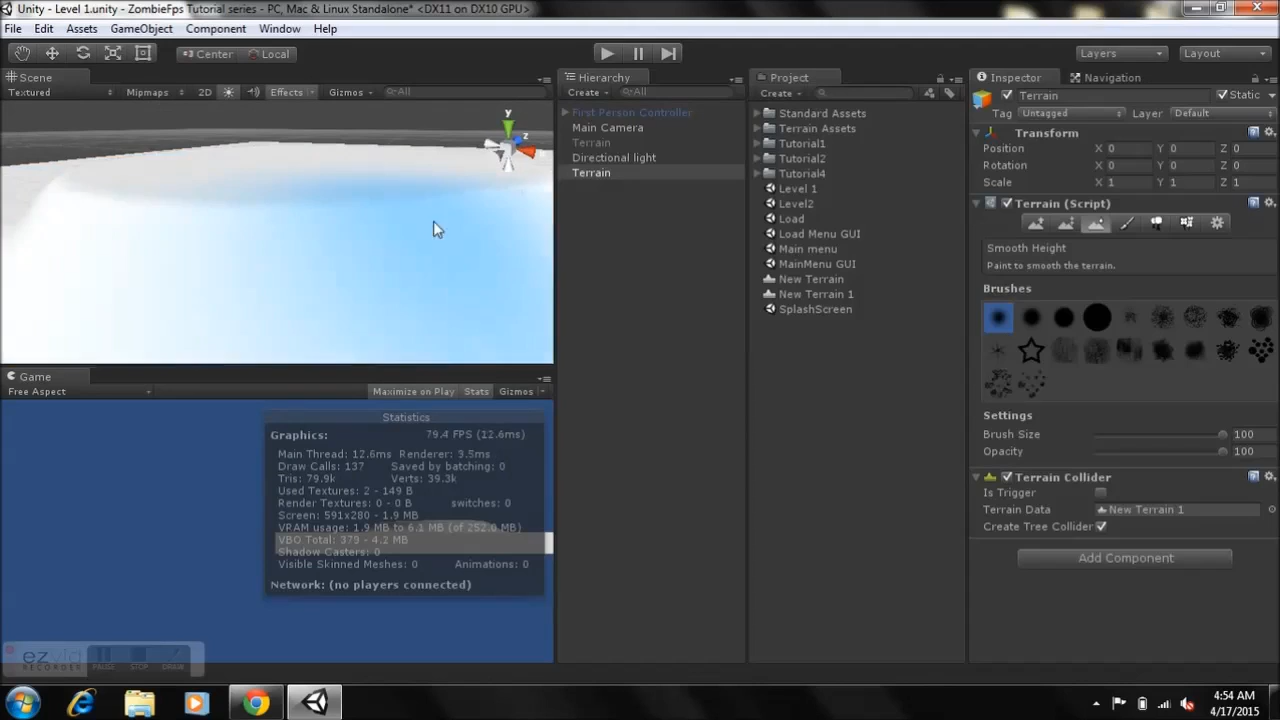 Unity - Level 1.unity - ZombieFps Tutorial series - PC, Mac & Linux Standalone* <DX11 on DX10 GPU>
File Edit Assets GameObject Component Window Help
Center Local Layers Layout
Scene
Textured Mipmaps 2D Effects Gizmos All
y
z
Hierarchy
Create All
First Person Controller
Main Camera
Terrain
Directional light
Terrain
Project
Create
Standard Assets
Terrain Assets
Tutorial1
Tutorial2
Tutorial4
Level 1
Level2
Load
Load Menu GUI
Main menu
MainMenu GUI
New Terrain
New Terrain 1
SplashScreen
Inspector Navigation
Terrain Static
Tag Untagged Layer Default
Transform
Position X 0 Y 0 Z 0
Rotation X 0 Y 0 Z 0
Scale X 1 Y 1 Z 1
Terrain (Script)
Smooth Height
Paint to smooth the terrain.
Brushes
Settings
Brush Size 100
Opacity 100
Terrain Collider
Is Trigger
Terrain Data New Terrain 1
Create Tree Collider
Add Component
Game
Free Aspect Maximize on Play Stats Gizmos
Statistics
Graphics: 79.4 FPS (12.6ms)
Main Thread: 12.6ms Renderer: 3.5ms
Draw Calls: 137 Saved by batching: 0
Tris: 79.9k Verts: 39.3k
Used Textures: 2 - 149 B
Render Textures: 0 - 0 B switches: 0
Screen: 591x280 - 1.9 MB
VRAM usage: 1.9 MB to 6.1 MB (of 252.0 MB)
VBO Total: 379 - 4.2 MB
Shadow Casters: 0
Visible Skinned Meshes: 0 Animations: 0
Network: (no players connected)
ezvid
RECORDER PAUSE STOP DRAW
4:54 AM
4/17/2015